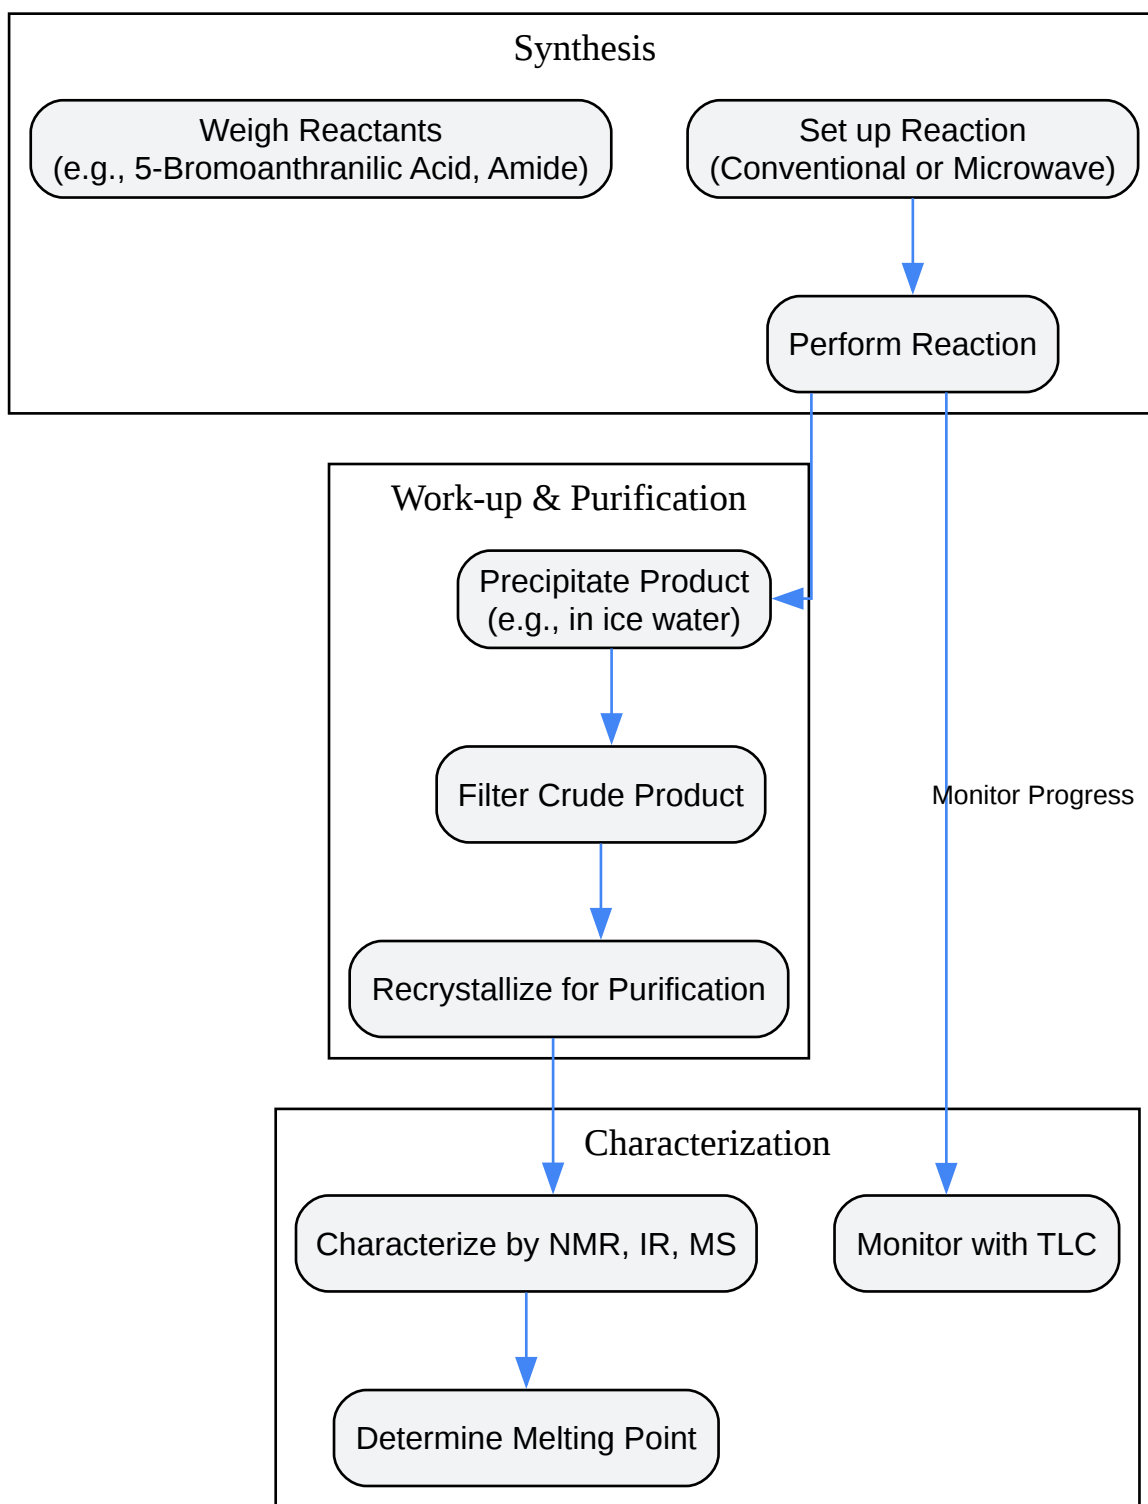 Synthesis
Weigh Reactants
(e.g., 5-Bromoanthranilic Acid, Amide)
Set up Reaction
(Conventional or Microwave)
Perform Reaction
Work-up & Purification
Precipitate Product
(e.g., in ice water)
Filter Crude Product
Monitor Progress
Recrystallize for Purification
Characterization
Characterize by NMR, IR, MS
Monitor with TLC
Determine Melting Point